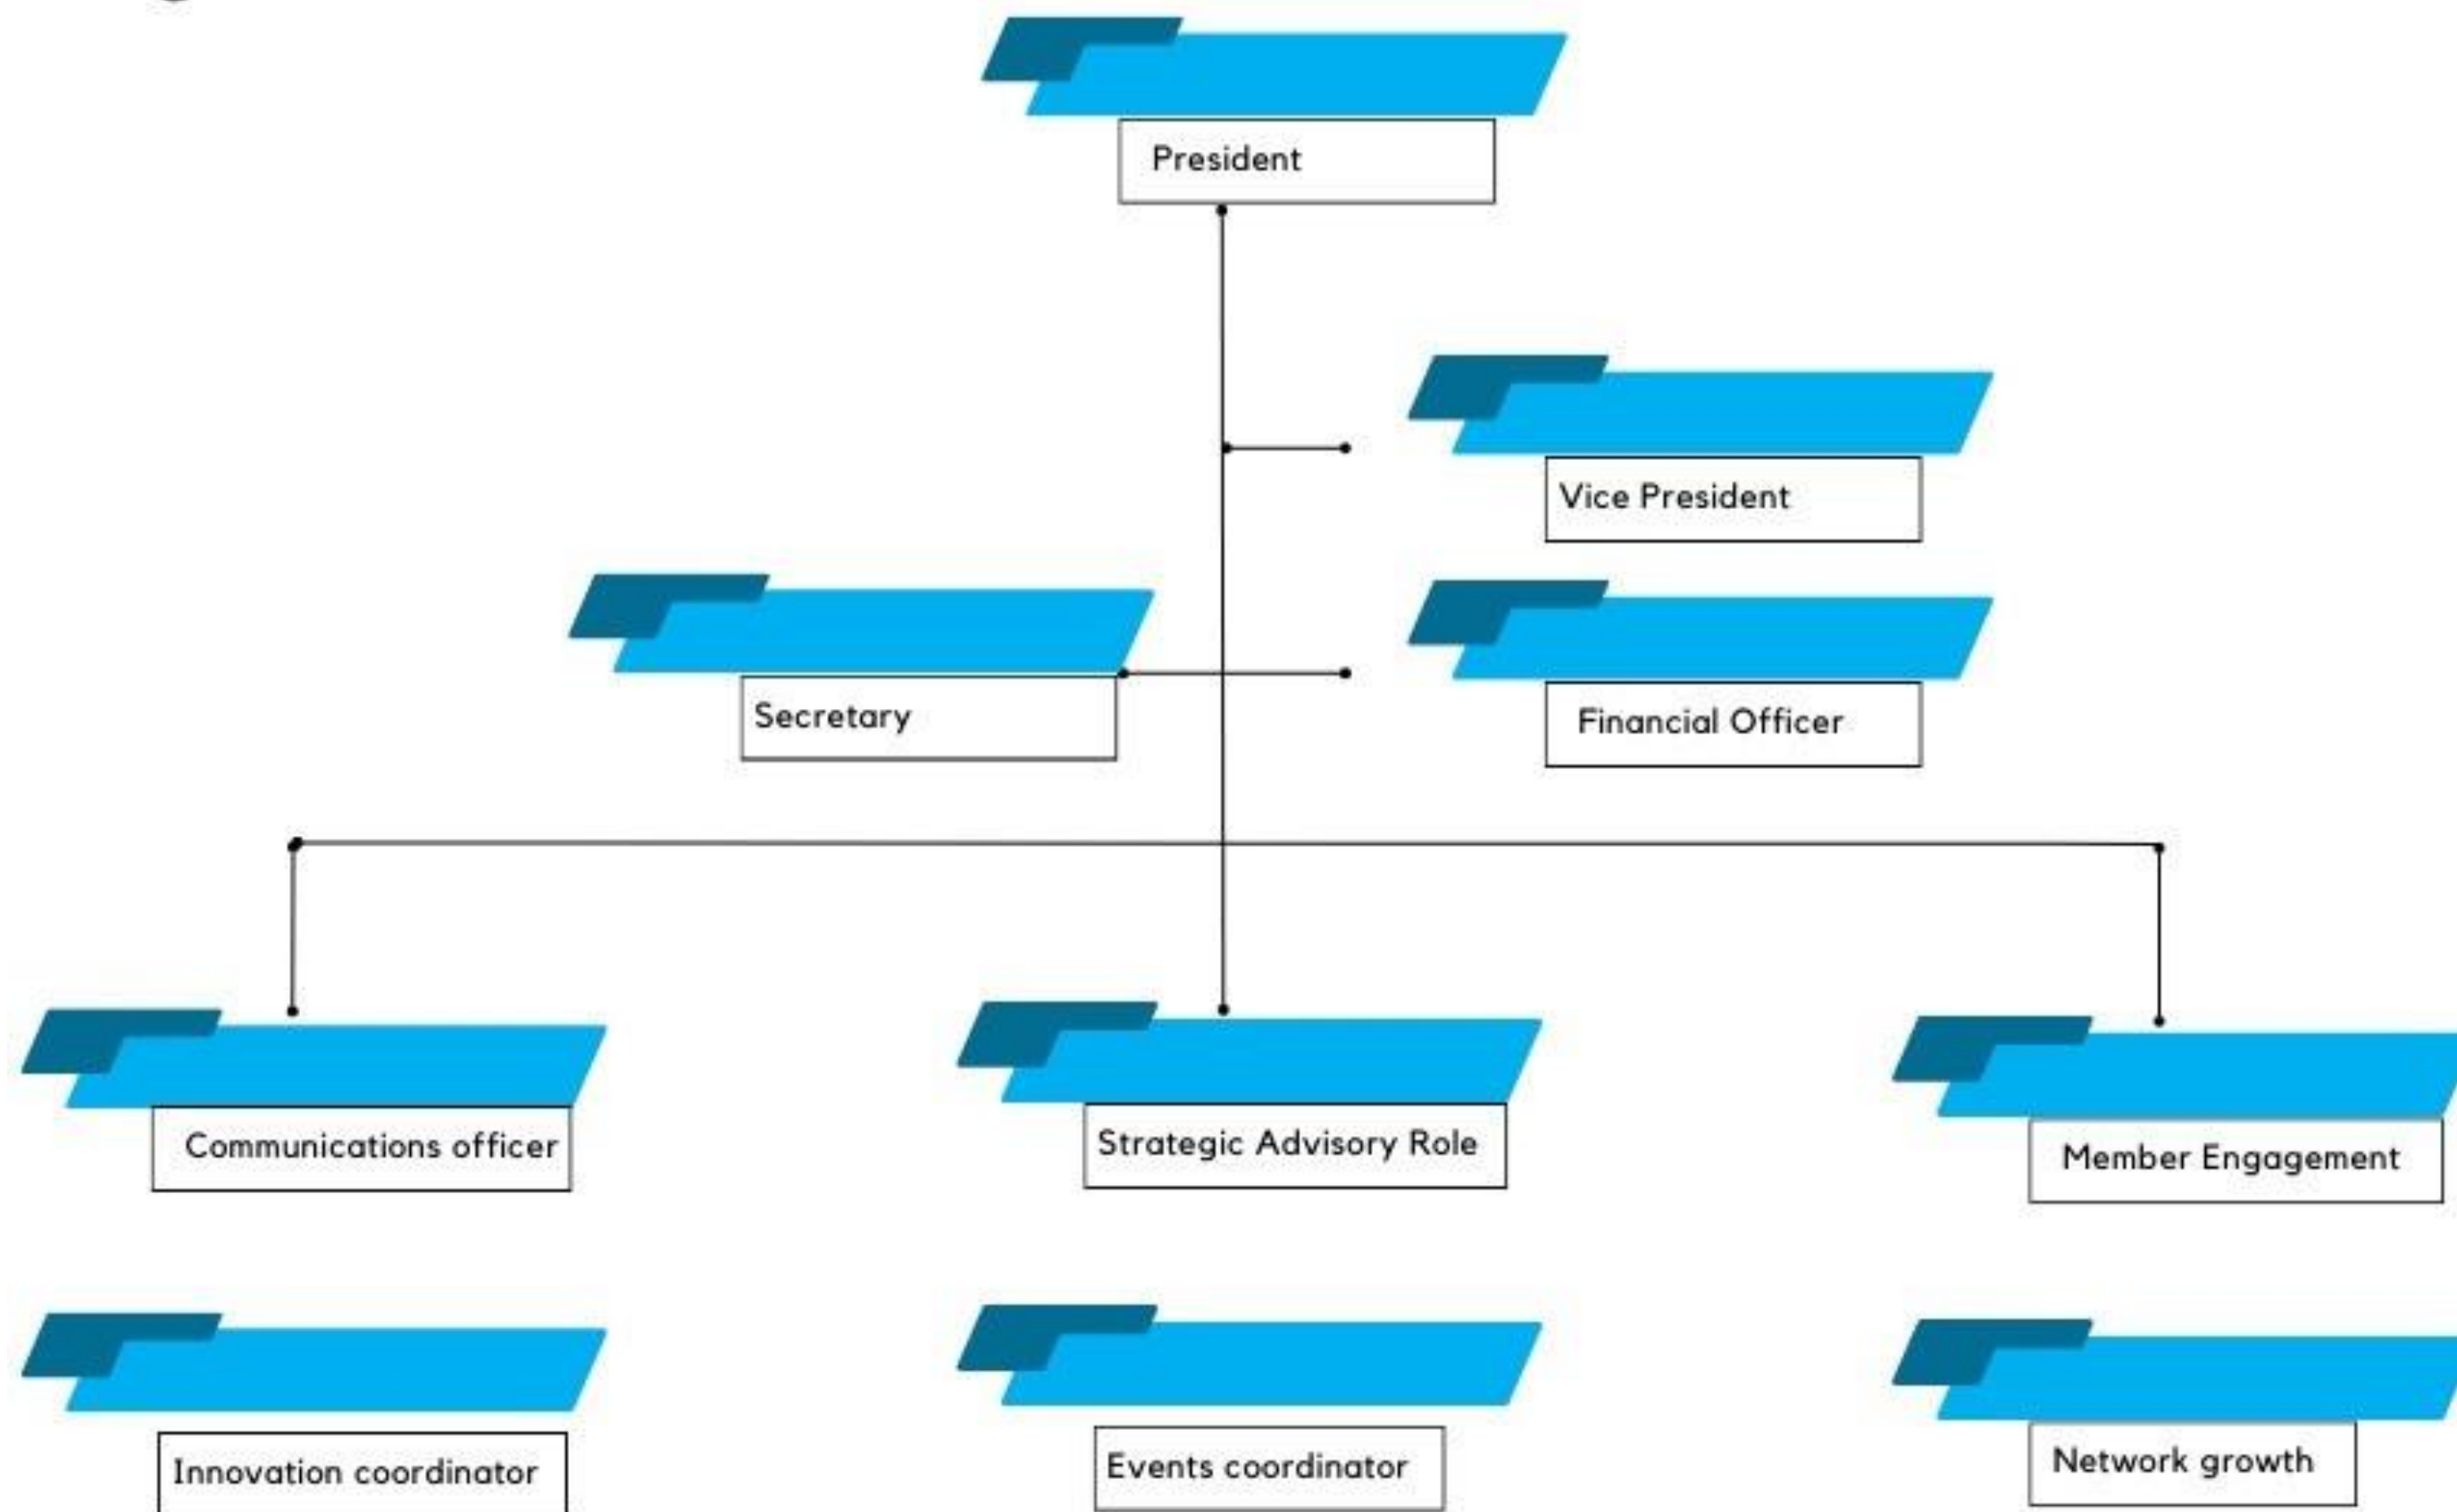 President
Vice President
Secretary
Financial Officer
Communications officer
Strategic Advisory Role
Member Engagement
Innovation coordinator
Events coordinator
Network growth